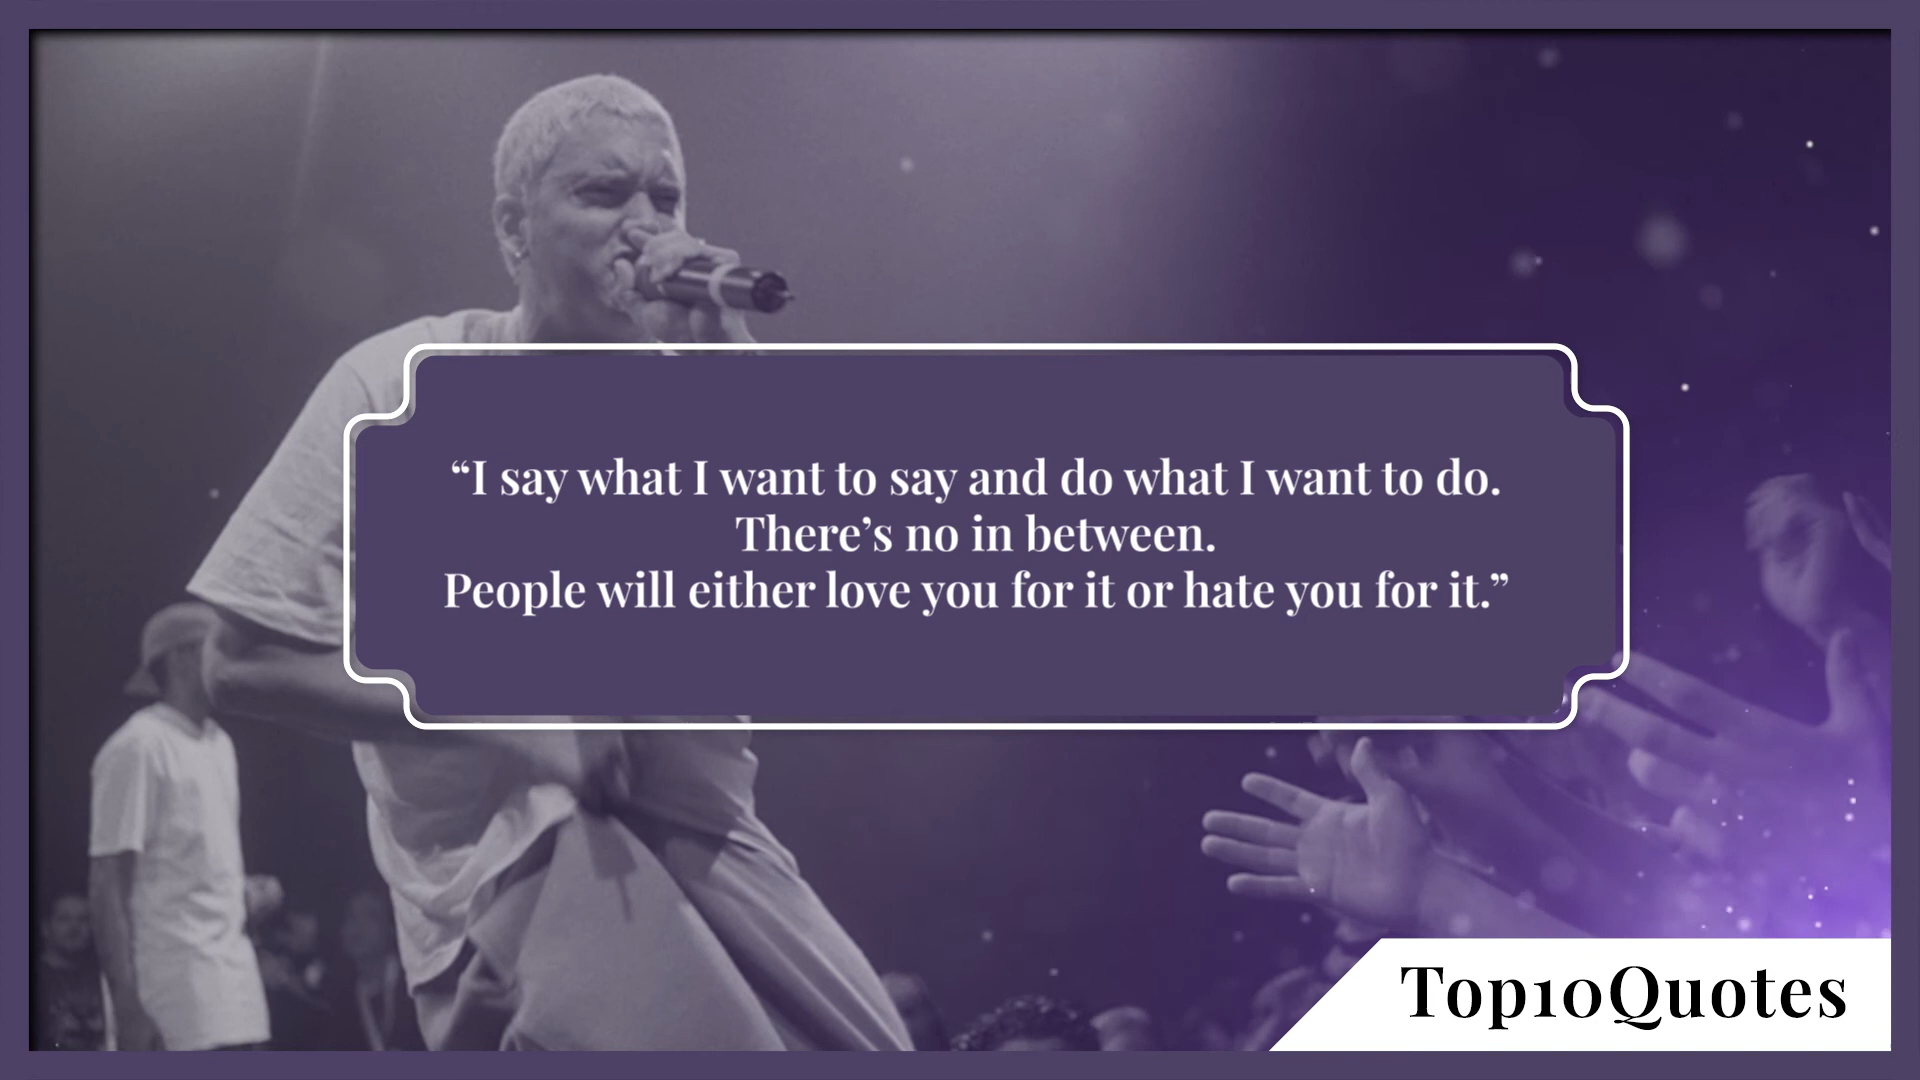 “I say what I want to say and do what I want to do.
There’s no in between.
People will either love you for it or hate you for it.”
Top10Quotes